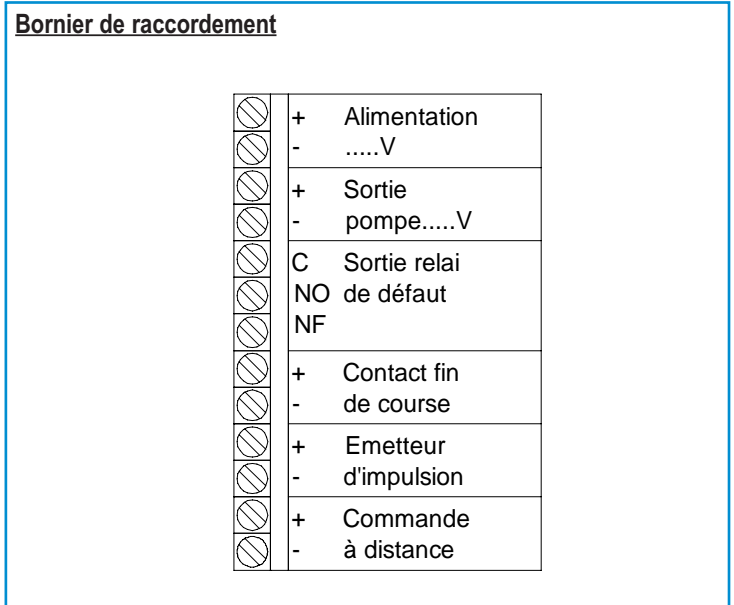 Bornier de raccordement
+ Alimentation
- .....V
+ Sortie
- pompe.....V
C Sortie relai
NO de défaut
NF
+ Contact fin
- de course
+ Emetteur
- d'impulsion
+ Commande
- à distance